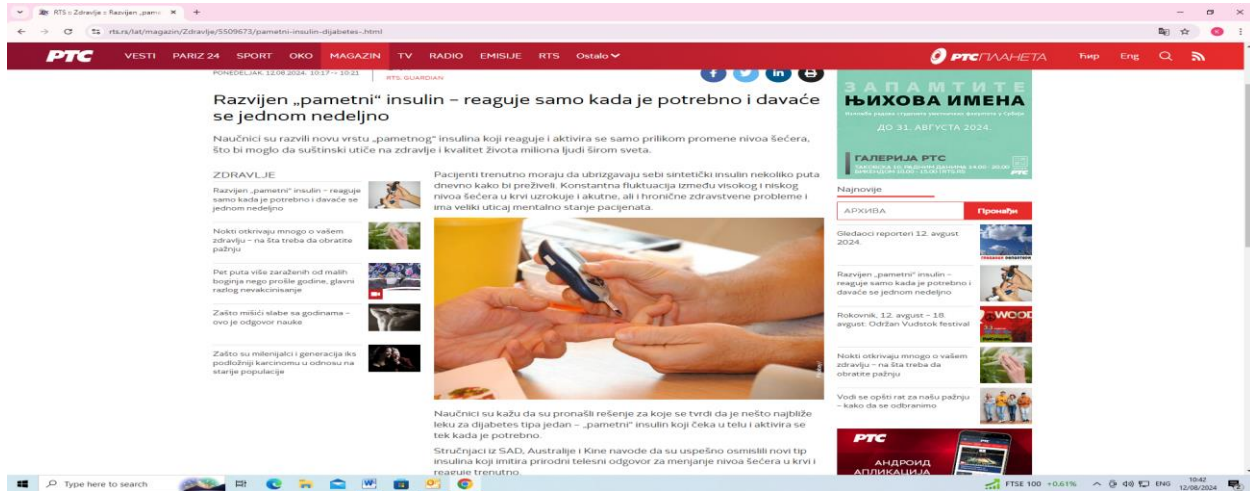 RTS :: Zdravlje :: Razvijen „pame
rts.rs/lat/magazin/Zdravlje/5509673/pametni-insulin-dijabetes-.html
РТС VESTI PARIZ 24 SPORT OKO MAGAZIN TV RADIO EMISIJE RTS Ostalo РТС ПЛАНЕТА Ћир Eng
PONEDELJAK, 12.08.2024, 10:17 -> 10:21
RTS, GUARDIAN
Razvijen „pametni“ insulin – reaguje samo kada je potrebno i davaće
se jednom nedeljno
Naučnici su razvili novu vrstu „pametnog“ insulina koji reaguje i aktivira se samo prilikom promene nivoa šećera,
što bi moglo da suštinski utiče na zdravlje i kvalitet života miliona ljudi širom sveta.
ZDRAVLJE
Razvijen „pametni“ insulin – reaguje
samo kada je potrebno i davaće se
jednom nedeljno
Nokti otkrivaju mnogo o vašem
zdravlju – na šta treba da obratite
pažnju
Pet puta više zaraženih od malih
boginja nego prošle godine, glavni
razlog nevakcinisanje
Zašto mišići slabe sa godinama –
ovo je odgovor nauke
Zašto su milenijalci i generacija iks
podložniji karcinomu u odnosu na
starije populacije
Pacijenti trenutno moraju da ubrizgavaju sebi sintetički insulin nekoliko puta
dnevno kako bi preživeli. Konstantna fluktuacija između visokog i niskog
nivoa šećera u krvi uzrokuje i akutne, ali i hronične zdravstvene probleme i
ima veliki uticaj mentalno stanje pacijenata.
Naučnici su kažu da su pronašli rešenje za koje se tvrdi da je nešto najbliže
leku za dijabetes tipa jedan – „pametni“ insulin koji čeka u telu i aktivira se
tek kada je potrebno.
Stručnjaci iz SAD, Australije i Kine navode da su uspešno osmislili novi tip
insulina koji imitira prirodni telesni odgovor za menjanje nivoa šećera u krvi i
reaguje trenutno.
ЗАПАМТИТЕ
ЊИХОВА ИМЕНА
ДО 31. АВГУСТА 2024.
ГАЛЕРИЈА РТС
РТС
Najnovije
АРХИВА Пронађи
Gledaoci reporteri 12. avgust
2024.
Razvijen „pametni“ insulin –
reaguje samo kada je potrebno i
davaće se jednom nedeljno
Rokovnik, 12. avgust – 18.
avgust: Održan Vudstok festival
WOOD
Nokti otkrivaju mnogo o vašem
zdravlju – na šta treba da
obratite pažnju
Vodi se opšti rat za našu pažnju
– kako da se odbranimo
РТС
АНДРОИД
АПЛИКАЦИЈА
Type here to search
FTSE 100 +0.61%
ENG
10:42
12/08/2024